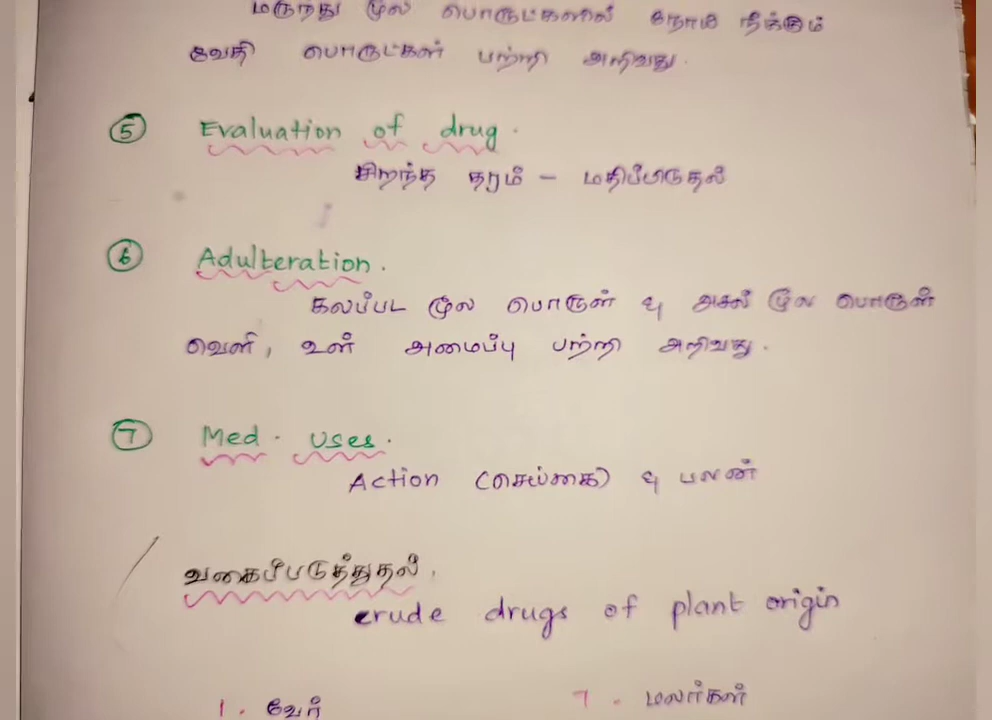 மருந்து மூல பொருட்களில் நோய் நீக்கும்
வேதி பொருட்கள் பற்றி அறிவது.
⑤ Evaluation of drug.
சிறந்த தரம் - மதிப்பிடுதல்
⑥ Adulteration.
கலப்பட மூல பொருள் & அசல் மூல பொருள்
வெளி, உள் அமைப்பு பற்றி அறிவது.
⑦ Med. Uses.
Action (செய்கை) & பலன்
வகைப்படுத்துதல்.
crude drugs of plant origin
1. வேர் 7. மலர்கள்